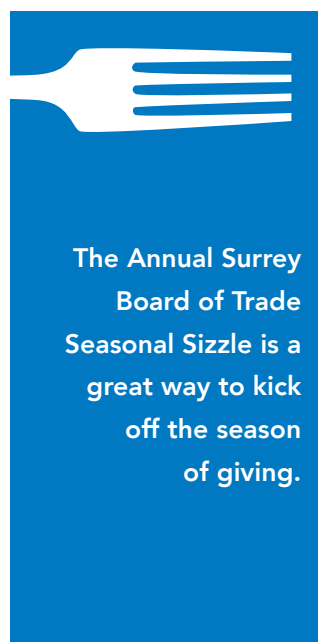 The Annual Surrey
Board of Trade
Seasonal Sizzle is a
great way to kick
off the season
of giving.